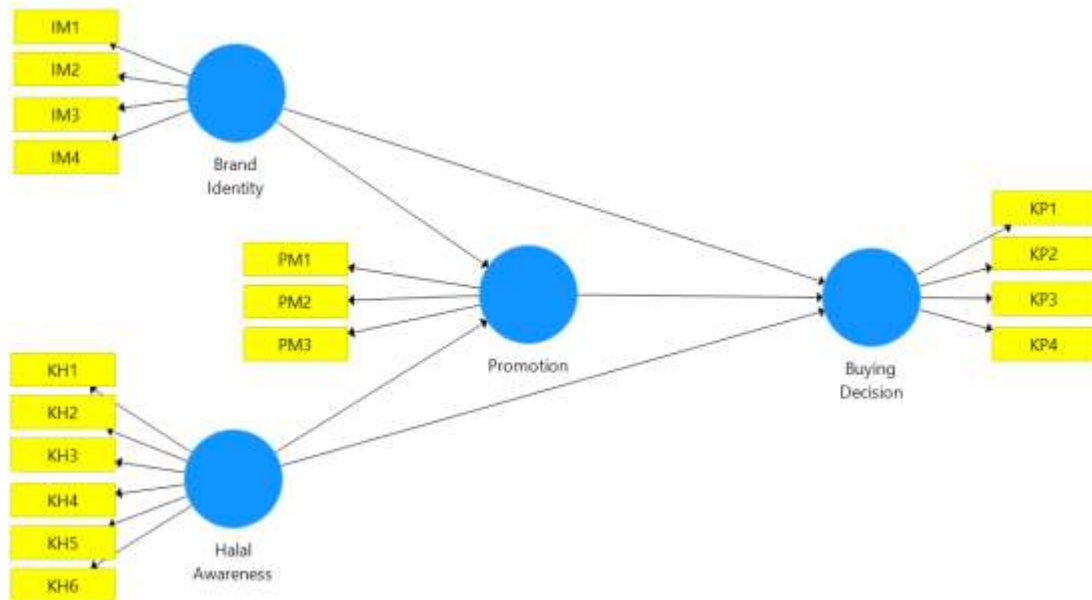 IM1
IM2
IM3
IM4
Brand
Identity
PM1
PM2
PM3
Promotion
KP1
KP2
KP3
KP4
Buying
Decision
KH1
KH2
KH3
KH4
KH5
KH6
Halal
Awareness